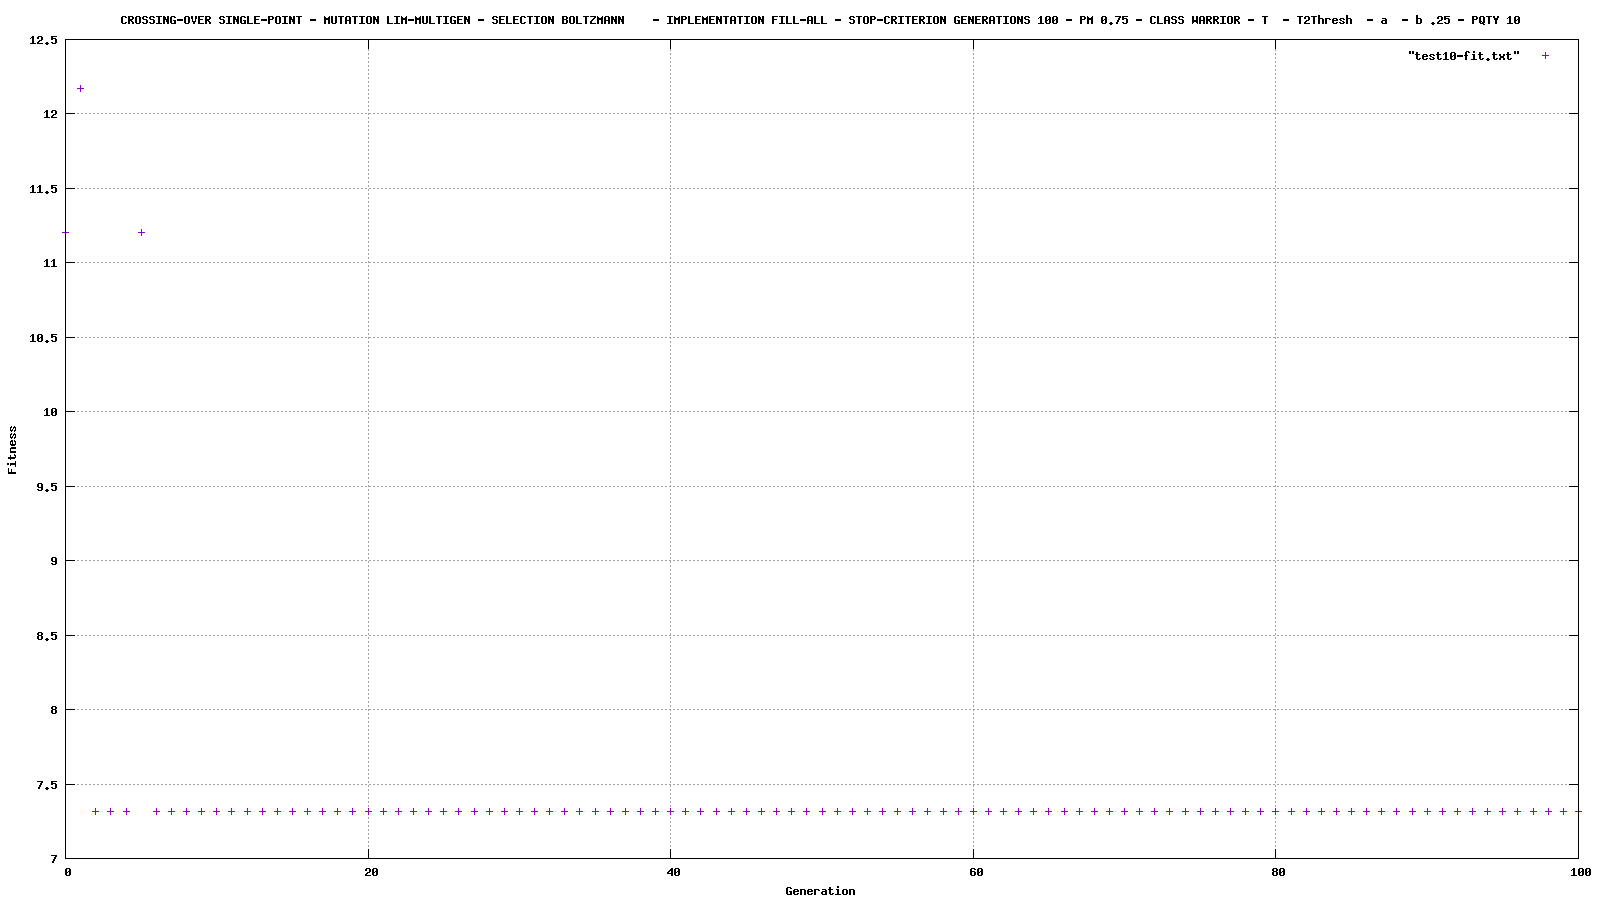 CROSSING-OVER SINGLE-POINT - MUTATION LIM-MULTIGEN - SELECTION BOLTZMANN    - IMPLEMENTATION FILL-ALL - STOP-CRITERION GENERATIONS 100 - PM 0.75 - CLASS WARRIOR - T  - T2Thresh  - a  - b .25 - PQTY 10
"test10-fit.txt"
12.5
12
11.5
11
10.5
10
9.5
9
8.5
8
7.5
7
Fitness
0 20 40 60 80 100
Generation